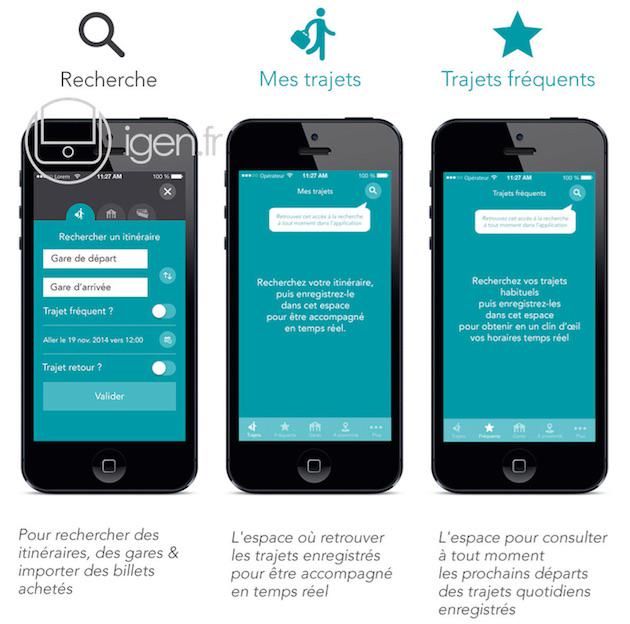 Recherche
Mes trajets
Trajets fréquents
igen.fr
Lorem
11:27 AM
100 %
Rechercher un itinéraire
Gare de départ
Gare d'arrivée
Trajet fréquent ?
Aller le 19 nov. 2014 vers 12:00
Trajet retour ?
Valider
Opérateur
11:27 AM
100 %
Mes trajets
Retrouvez cet accès à la recherche
à tout moment dans l'application
Recherchez votre itinéraire,
puis enregistrez-le
dans cet espace
pour être accompagné
en temps réel.
Trajets
Fréquents
Gares
A proximité
Plus
Opérateur
11:27 AM
100 %
Trajets fréquents
Retrouvez cet accès à la recherche
à tout moment dans l'application
Recherchez vos trajets
habituels
puis enregistrez-les
dans cet espace
pour obtenir en un clin d'œil
vos horaires temps réel
Trajets
Fréquents
Gares
A proximité
Plus
Pour rechercher des
itinéraires, des gares &
importer des billets
achetés
L'espace où retrouver
les trajets enregistrés
pour être accompagné
en temps réel
L'espace pour consulter
à tout moment
les prochains départs
des trajets quotidiens
enregistrés